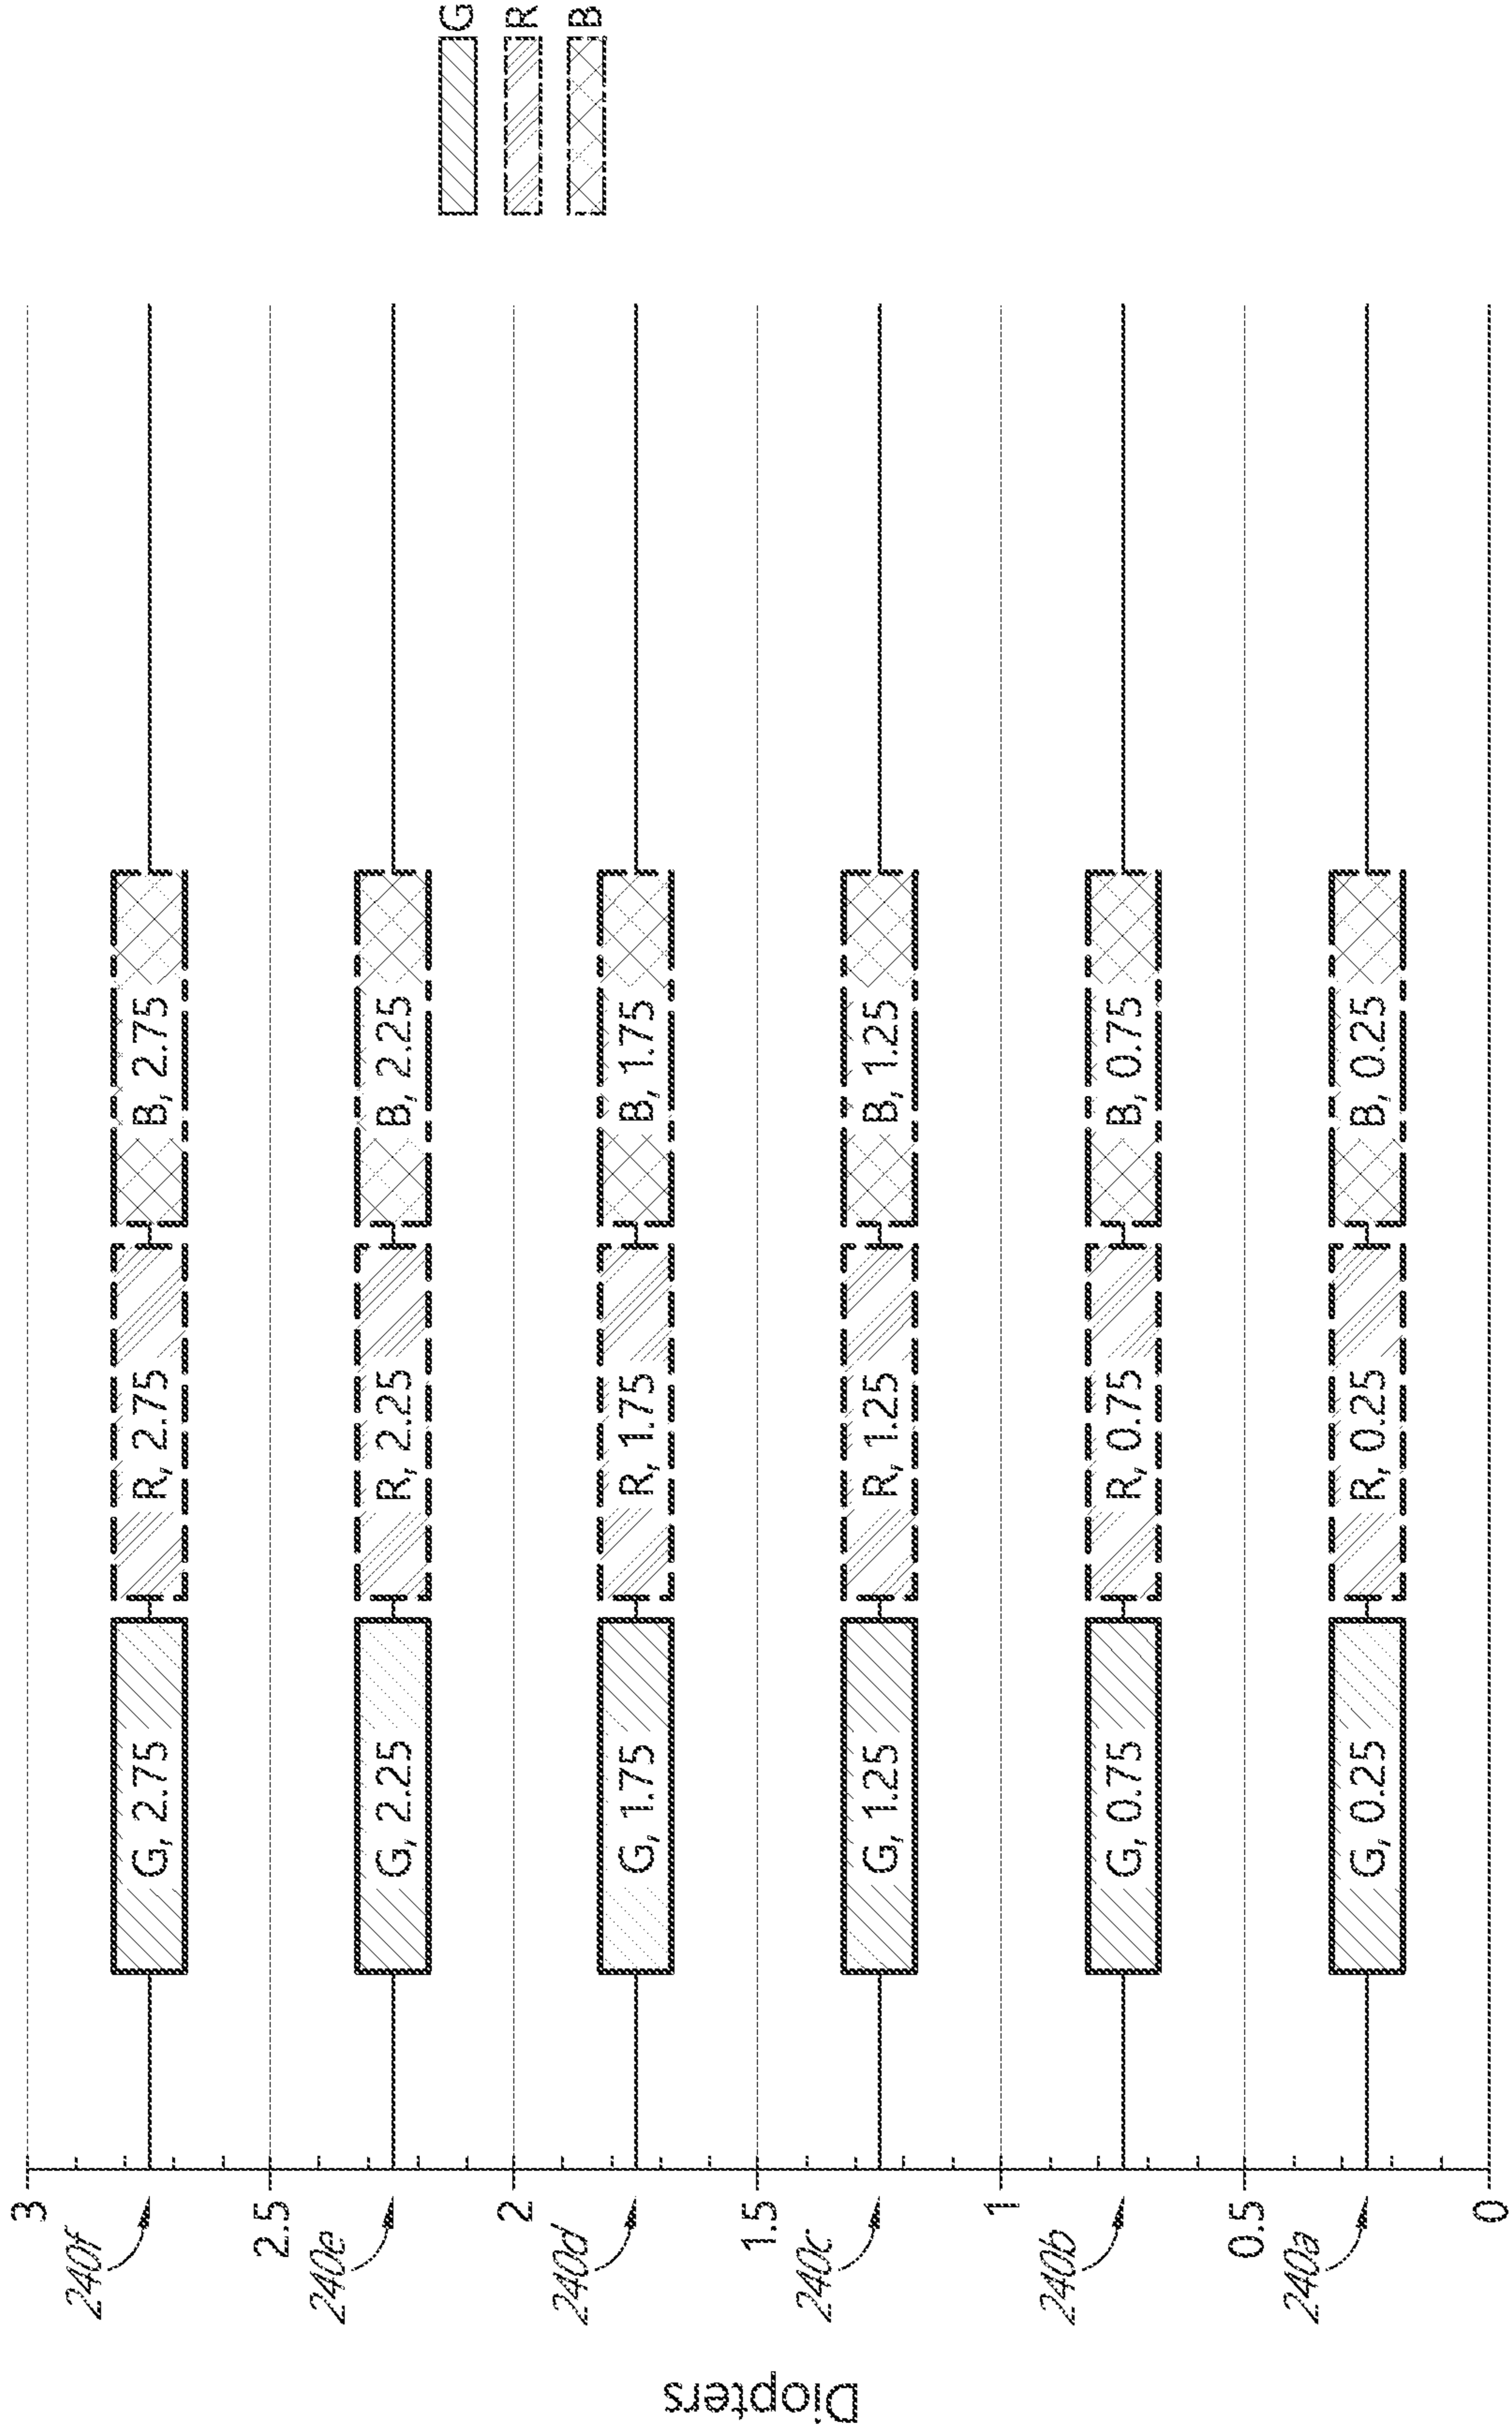 Diopters
3
240f
G, 2.75
R, 2.75
B, 2.75
2.5
240e
G, 2.25
R, 2.25
B, 2.25
2
240d
G, 1.75
R, 1.75
B, 1.75
1.5
240c
G, 1.25
R, 1.25
B, 1.25
1
240b
G, 0.75
R, 0.75
B, 0.75
0.5
240a
G, 0.25
R, 0.25
B, 0.25
0
G
R
B